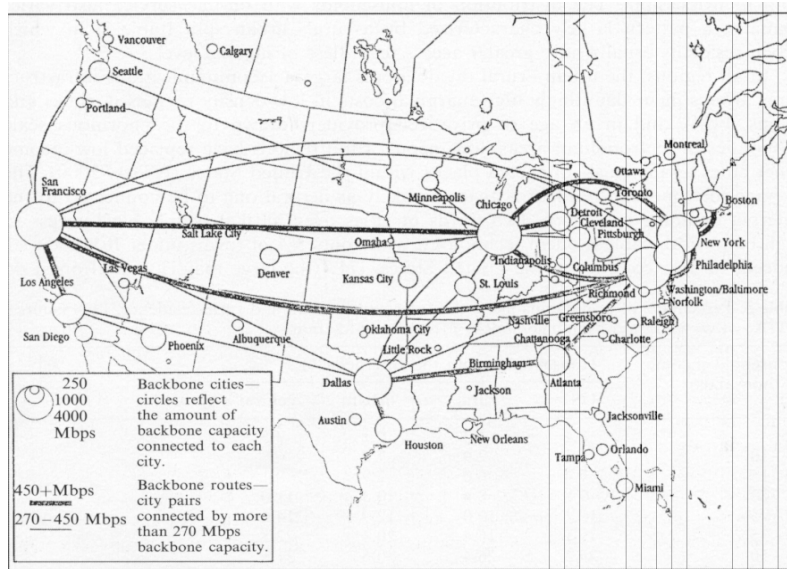 Vancouver
Calgary
Seattle
Portland
Montreal
Ottawa
Toronto
San
Francisco
Minneapolis
Chicago
Boston
Detroit
Cleveland
Pittsburgh
New York
Salt Lake City
Omaha
Denver
Indianapolis
Columbus
Philadelphia
Las Vegas
Los Angeles
Kansas City
St. Louis
Richmond
Washington/Baltimore
Norfolk
San Diego
Phoenix
Albuquerque
Oklahoma City
Little Rock
Nashville
Greensboro
Raleigh
Chattanooga
Charlotte
Birmingham
Dallas
Jackson
Atlanta
Austin
Houston
New Orleans
Jacksonville
Tampa
Orlando
Miami
250
1000
4000
Mbps
Backbone cities—
circles reflect
the amount of
backbone capacity
connected to each
city.
450+Mbps
270–450 Mbps
Backbone routes—
city pairs
connected by more
than 270 Mbps
backbone capacity.